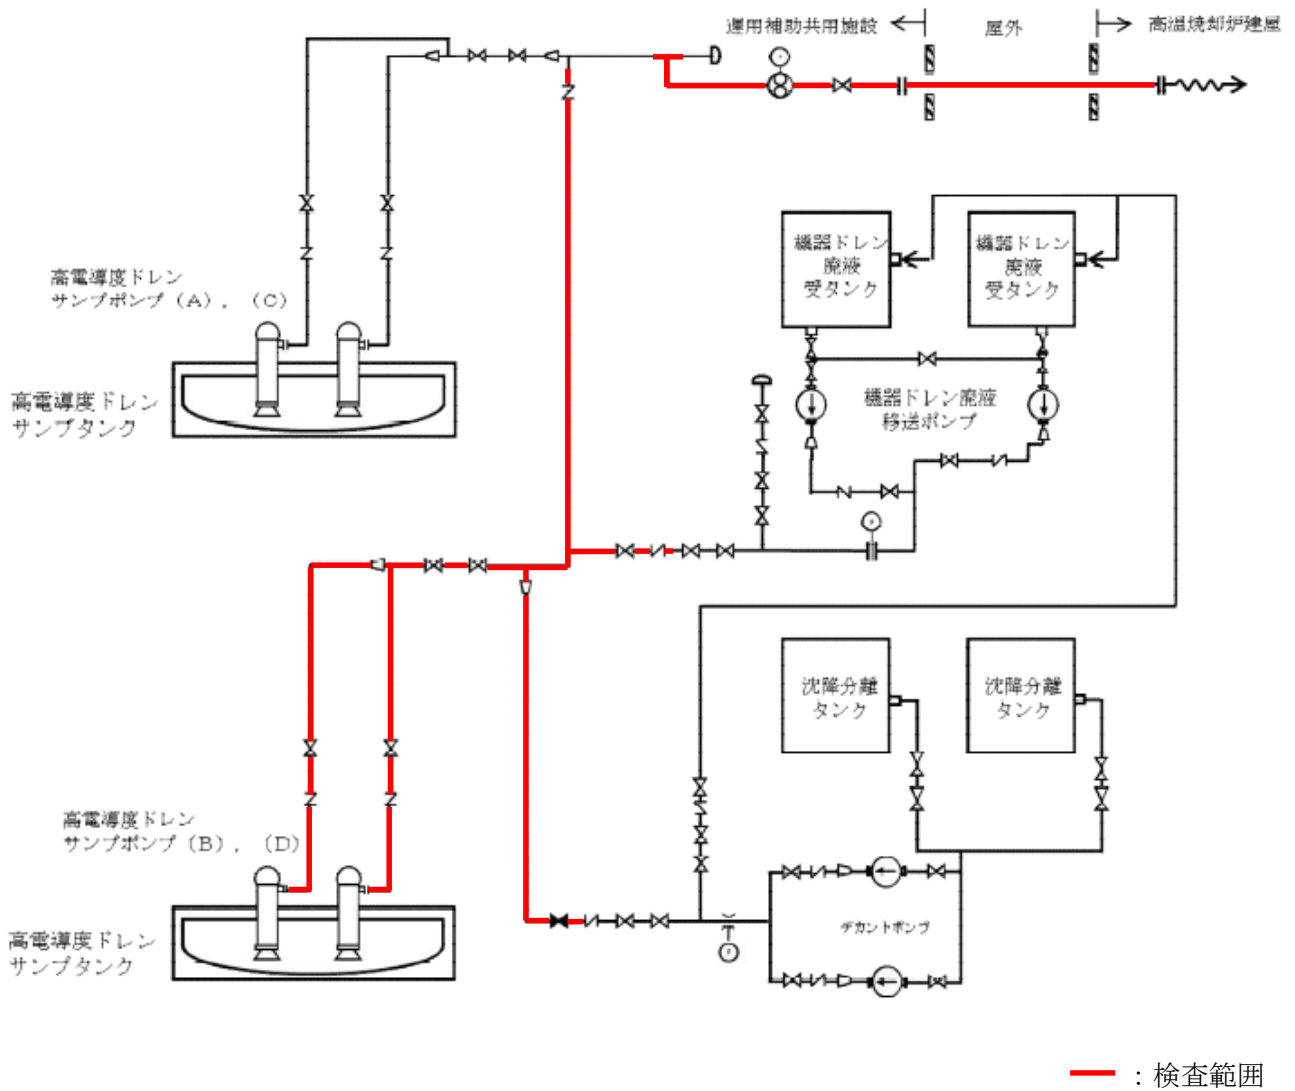 運用補助共用施設
屋外
高温焼却炉建屋
機器ドレン
廃液
受タンク
機器ドレン
廃液
受タンク
高電導度ドレン
サンプポンプ（A），（C）
高電導度ドレン
サンプタンク
機器ドレン廃液
移送ポンプ
沈降分離
タンク
沈降分離
タンク
高電導度ドレン
サンプポンプ（B），（D）
デカントポンプ
高電導度ドレン
サンプタンク
：検査範囲